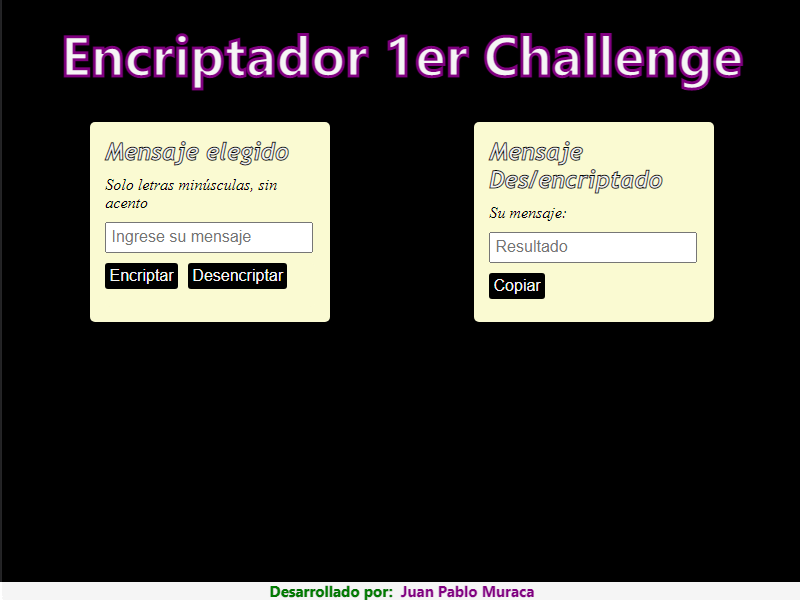 Encriptador 1er Challenge
Mensaje elegido
Solo letras minúsculas, sin
acento
Ingrese su mensaje
Encriptar Desencriptar
Mensaje
Des/encriptado
Su mensaje:
Resultado
Copiar
Desarrollado por: Juan Pablo Muraca